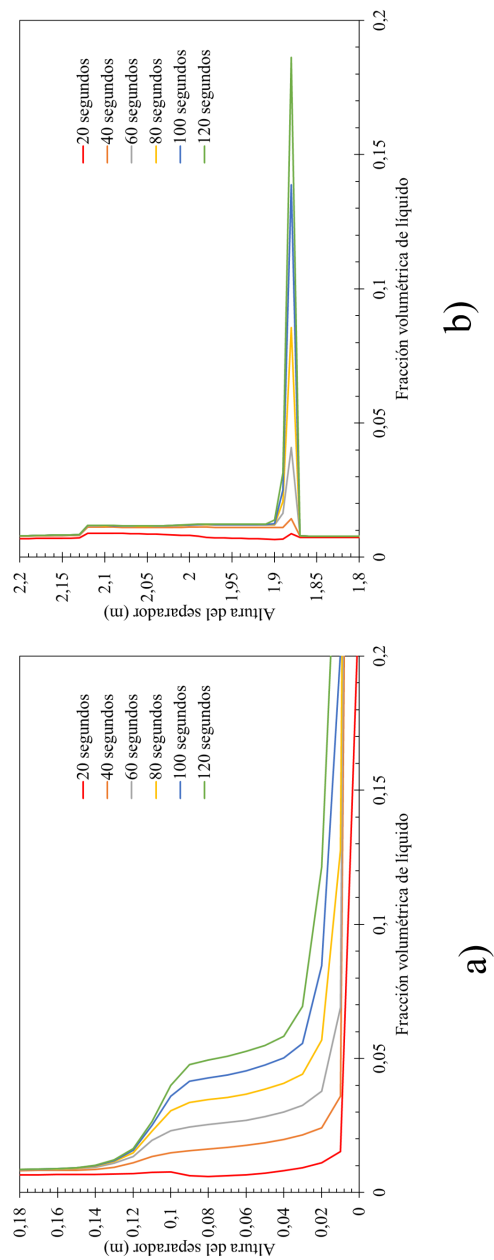 Altura del separador (m)
0,18
0,16
0,14
0,12
0,1
0,08
0,06
0,04
0,02
0
20 segundos
40 segundos
60 segundos
80 segundos
100 segundos
120 segundos
0 0,05 0,1 0,15 0,2
Fracción volumétrica de líquido
a)
Altura del separador (m)
2,2
2,15
2,1
2,05
2
1,95
1,9
1,85
1,8
20 segundos
40 segundos
60 segundos
80 segundos
100 segundos
120 segundos
0 0,05 0,1 0,15 0,2
Fracción volumétrica de líquido
b)